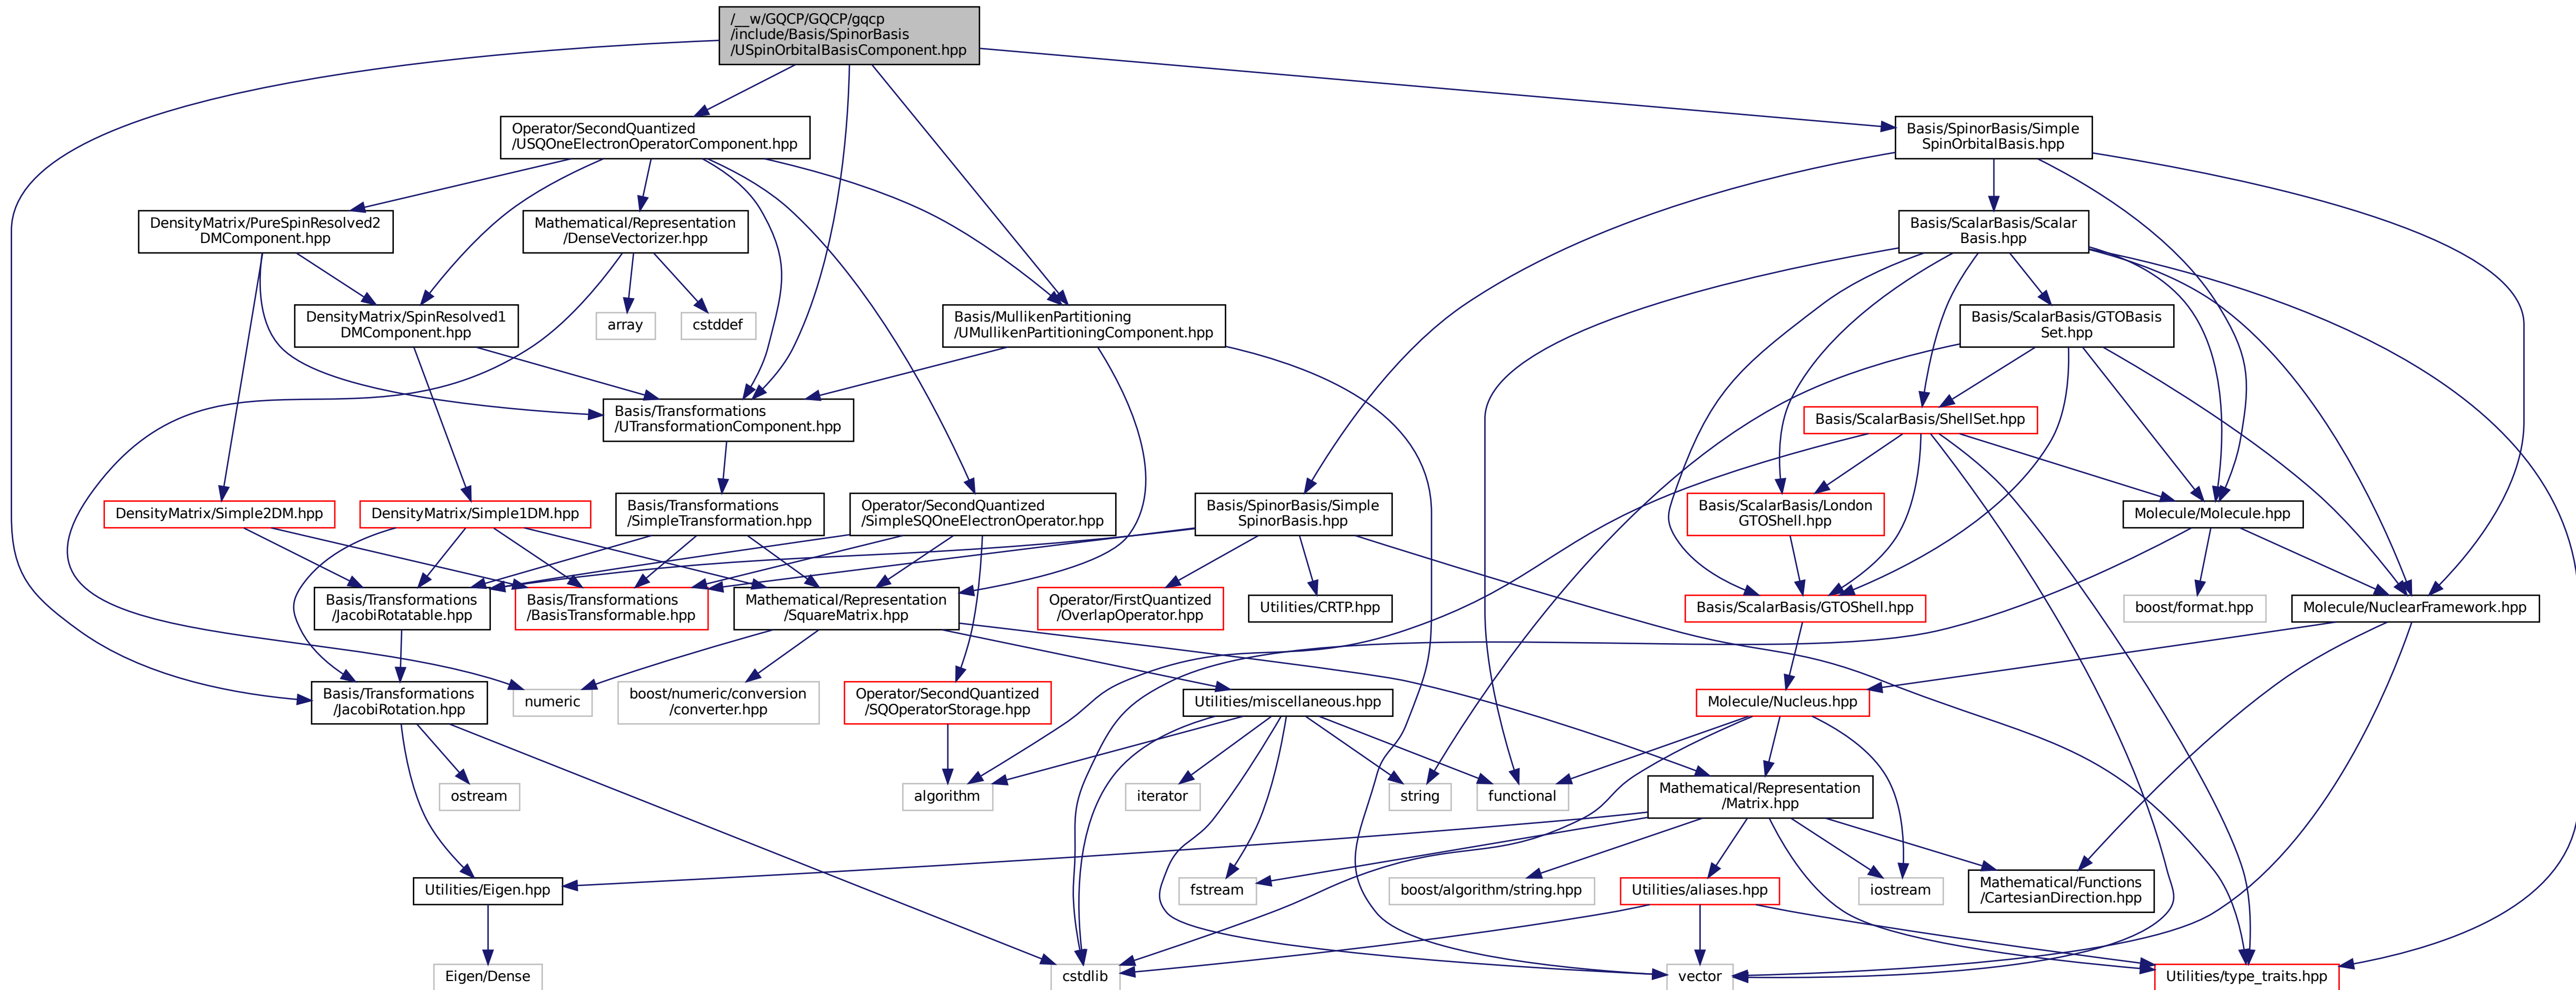 /__w/GQCP/GQCP/gqcp
/include/Basis/SpinorBasis
/USpinOrbitalBasisComponent.hpp
Operator/SecondQuantized
/USQOneElectronOperatorComponent.hpp
Basis/SpinorBasis/Simple
SpinOrbitalBasis.hpp
DensityMatrix/PureSpinResolved2
DMComponent.hpp
Mathematical/Representation
/DenseVectorizer.hpp
Basis/ScalarBasis/Scalar
Basis.hpp
DensityMatrix/SpinResolved1
DMComponent.hpp
array
cstddef
Basis/MullikenPartitioning
/UMullikenPartitioningComponent.hpp
Basis/ScalarBasis/GTOBasis
Set.hpp
Basis/Transformations
/UTransformationComponent.hpp
Basis/ScalarBasis/ShellSet.hpp
DensityMatrix/Simple2DM.hpp
DensityMatrix/Simple1DM.hpp
Basis/Transformations
/SimpleTransformation.hpp
Operator/SecondQuantized
/SimpleSQOneElectronOperator.hpp
Basis/SpinorBasis/Simple
SpinorBasis.hpp
Basis/ScalarBasis/London
GTOShell.hpp
Molecule/Molecule.hpp
Basis/Transformations
/JacobiRotatable.hpp
Basis/Transformations
/BasisTransformable.hpp
Mathematical/Representation
/SquareMatrix.hpp
Operator/FirstQuantized
/OverlapOperator.hpp
Utilities/CRTP.hpp
Basis/ScalarBasis/GTOShell.hpp
boost/format.hpp
Molecule/NuclearFramework.hpp
Basis/Transformations
/JacobiRotation.hpp
numeric
boost/numeric/conversion
/converter.hpp
Operator/SecondQuantized
/SQOperatorStorage.hpp
Utilities/miscellaneous.hpp
Molecule/Nucleus.hpp
ostream
algorithm
iterator
string
functional
Mathematical/Representation
/Matrix.hpp
Utilities/Eigen.hpp
fstream
boost/algorithm/string.hpp
Utilities/aliases.hpp
iostream
Mathematical/Functions
/CartesianDirection.hpp
Eigen/Dense
cstdlib
vector
Utilities/type_traits.hpp